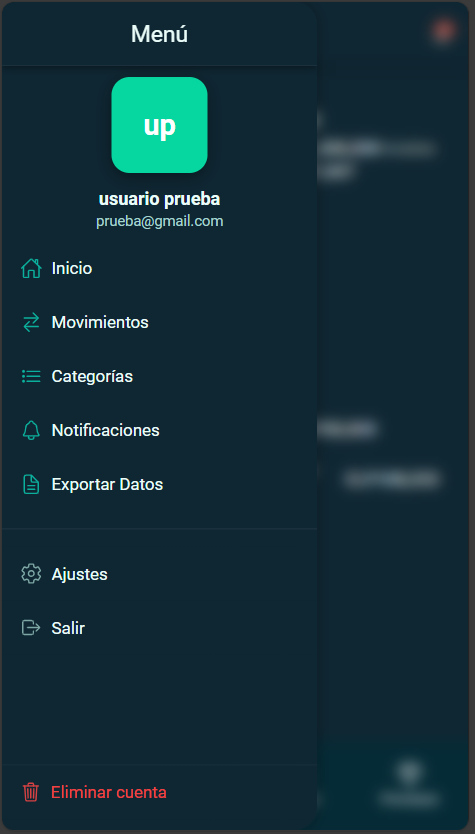 Menú
up
usuario prueba
prueba@gmail.com
Inicio
Movimientos
Categorías
Notificaciones
Exportar Datos
Ajustes
Salir
Eliminar cuenta